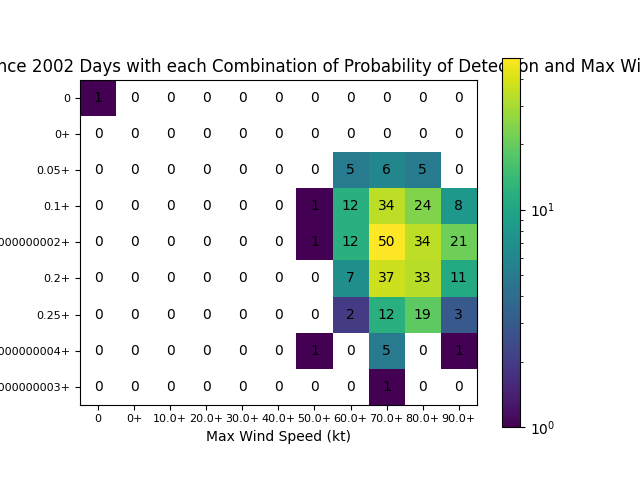 nce 2002 Days with each Combination of Probability of Detection and Max Wi
0 1 0 0 0 0 0 0 0 0 0 0
0+ 0 0 0 0 0 0 0 0 0 0 0
0.05+ 0 0 0 0 0 0 0 5 6 5 0
0.1+ 0 0 0 0 0 0 1 12 34 24 8
000000002+ 0 0 0 0 0 0 1 12 50 34 21
0.2+ 0 0 0 0 0 0 0 7 37 33 11
0.25+ 0 0 0 0 0 0 0 2 12 19 3
000000004+ 0 0 0 0 0 0 1 0 5 0 1
000000003+ 0 0 0 0 0 0 0 0 1 0 0
0 0+ 10.0+ 20.0+ 30.0+ 40.0+ 50.0+ 60.0+ 70.0+ 80.0+ 90.0+
Max Wind Speed (kt)
10¹
10⁰